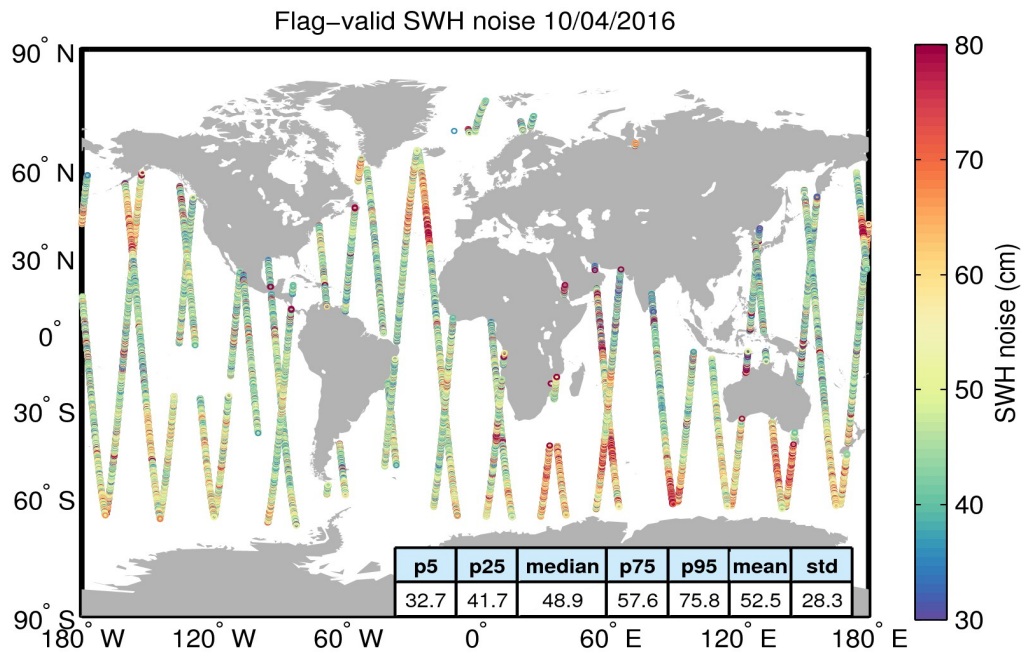 Flag−valid SWH noise 10/04/2016
90° N
60° N
30° N
0°
30° S
60° S
90° S
180° W
120° W
60° W
0°
60° E
120° E
180° E
p5 p25 median p75 p95 mean std
32.7 41.7 48.9 57.6 75.8 52.5 28.3
80
70
60
50
40
30
SWH noise (cm)